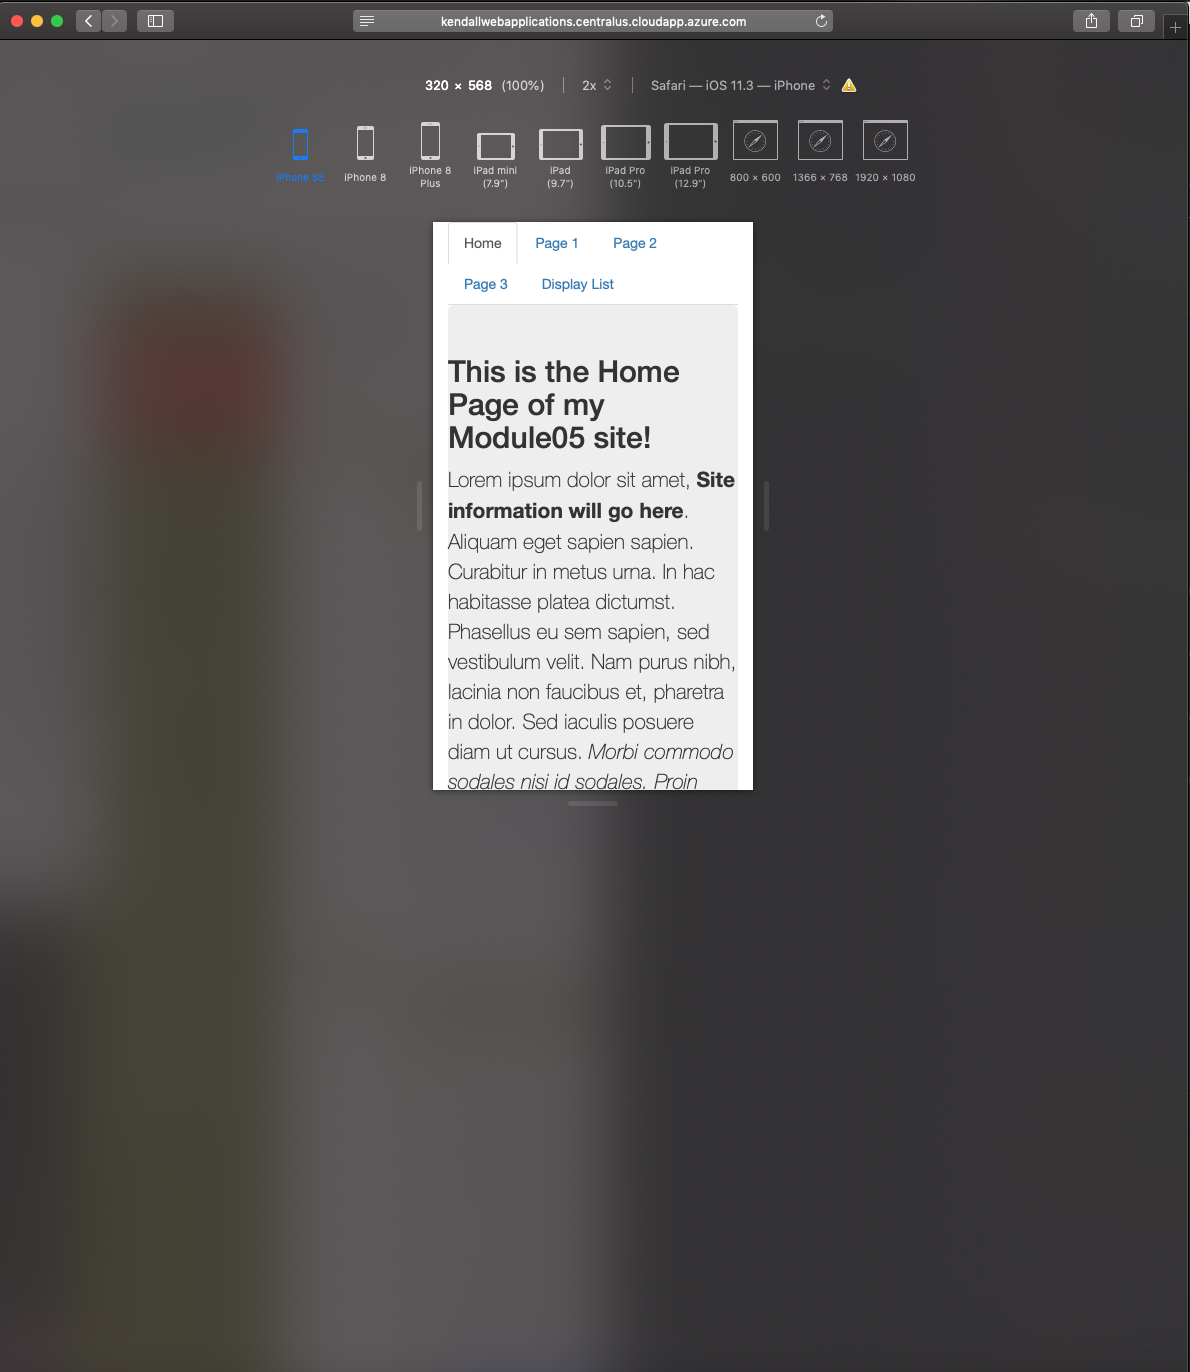 kendallwebapplications.centralus.cloudapp.azure.com
320 × 568 (100%) 2x Safari — iOS 11.3 — iPhone
iPhone SE
iPhone 8
iPhone 8
Plus
iPad mini
(7.9")
iPad
(9.7")
iPad Pro
(10.5")
iPad Pro
(12.9")
800 × 600
1366 × 768
1920 × 1080
Home Page 1 Page 2
Page 3 Display List
This is the Home
Page of my
Module05 site!
Lorem ipsum dolor sit amet, Site
information will go here.
Aliquam eget sapien sapien.
Curabitur in metus urna. In hac
habitasse platea dictumst.
Phasellus eu sem sapien, sed
vestibulum velit. Nam purus nibh,
lacinia non faucibus et, pharetra
in dolor. Sed iaculis posuere
diam ut cursus. Morbi commodo
sodales nisi id sodales. Proin